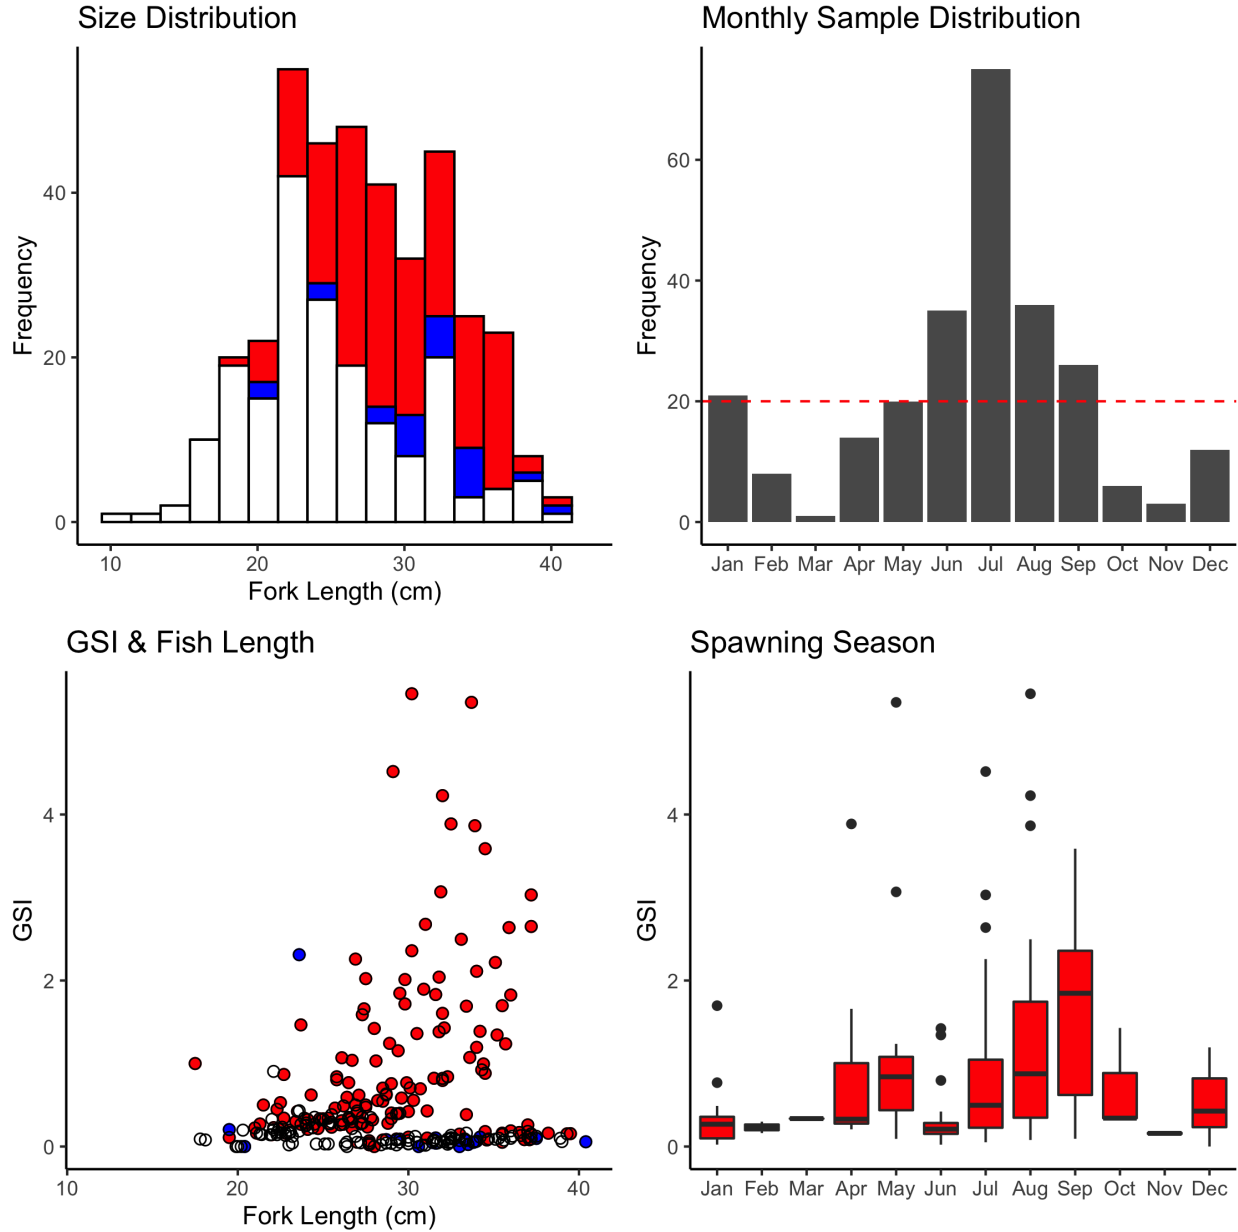 Size Distribution
Frequency
40
20
0
10 20 30 40
Fork Length (cm)
Monthly Sample Distribution
Frequency
60
40
20
0
Jan Feb Mar Apr May Jun Jul Aug Sep Oct Nov Dec
GSI & Fish Length
GSI
4
2
0
10 20 30 40
Fork Length (cm)
Spawning Season
GSI
4
2
0
Jan Feb Mar Apr May Jun Jul Aug Sep Oct Nov Dec